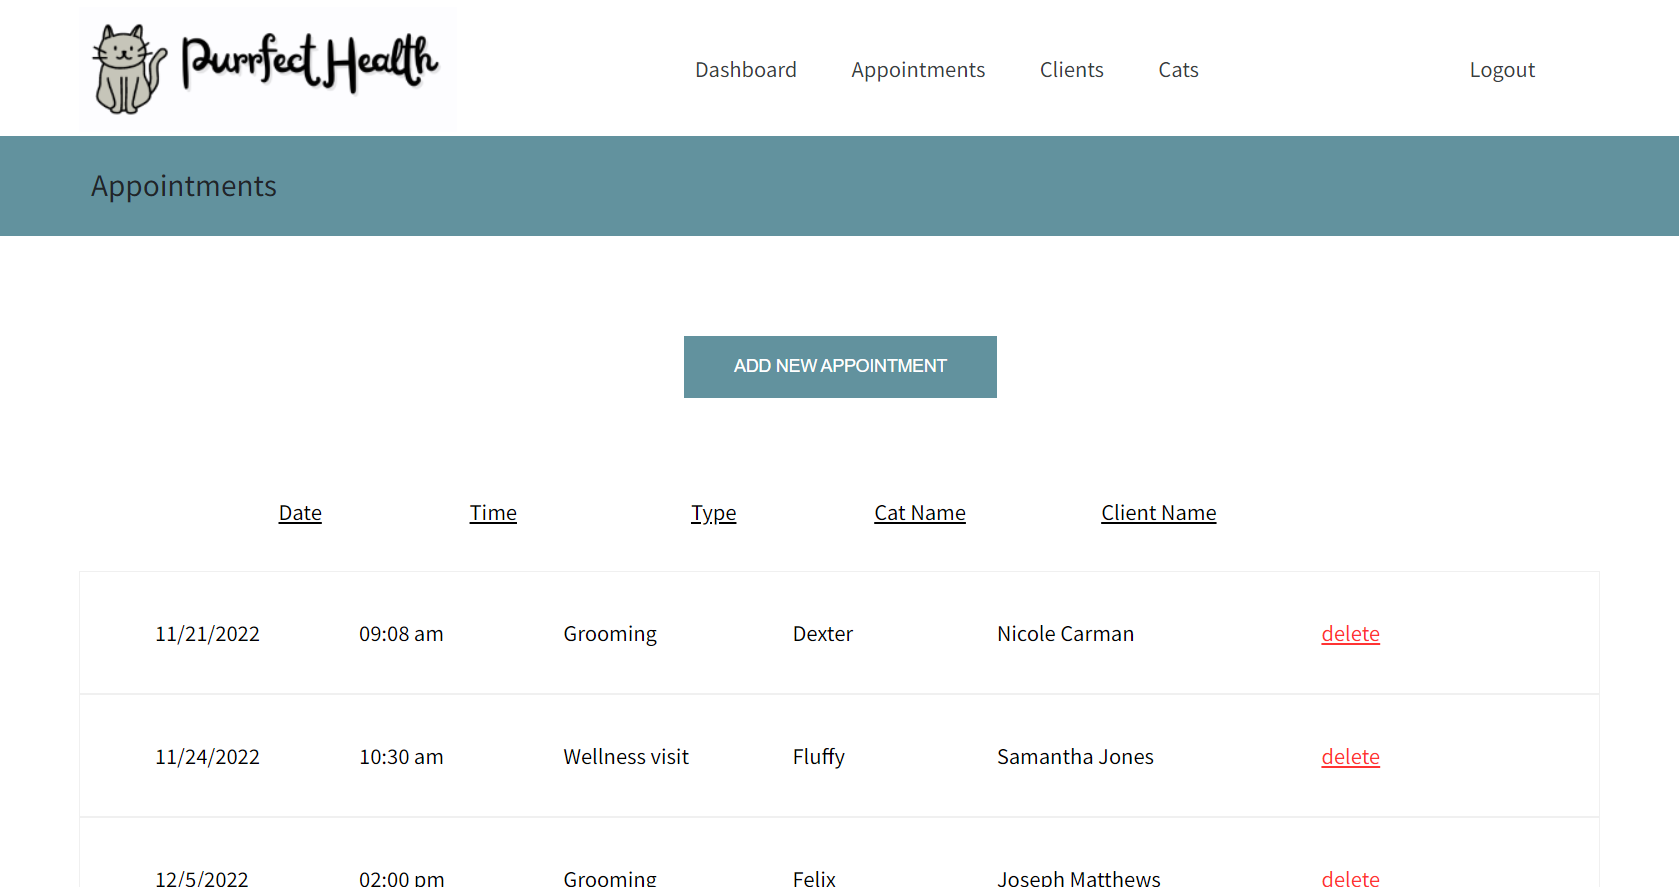 Purrfect Health
Dashboard Appointments Clients Cats Logout
Appointments
ADD NEW APPOINTMENT
Date Time Type Cat Name Client Name
11/21/2022 09:08 am Grooming Dexter Nicole Carman delete
11/24/2022 10:30 am Wellness visit Fluffy Samantha Jones delete
12/5/2022 02:00 pm Grooming Felix Joseph Matthews delete